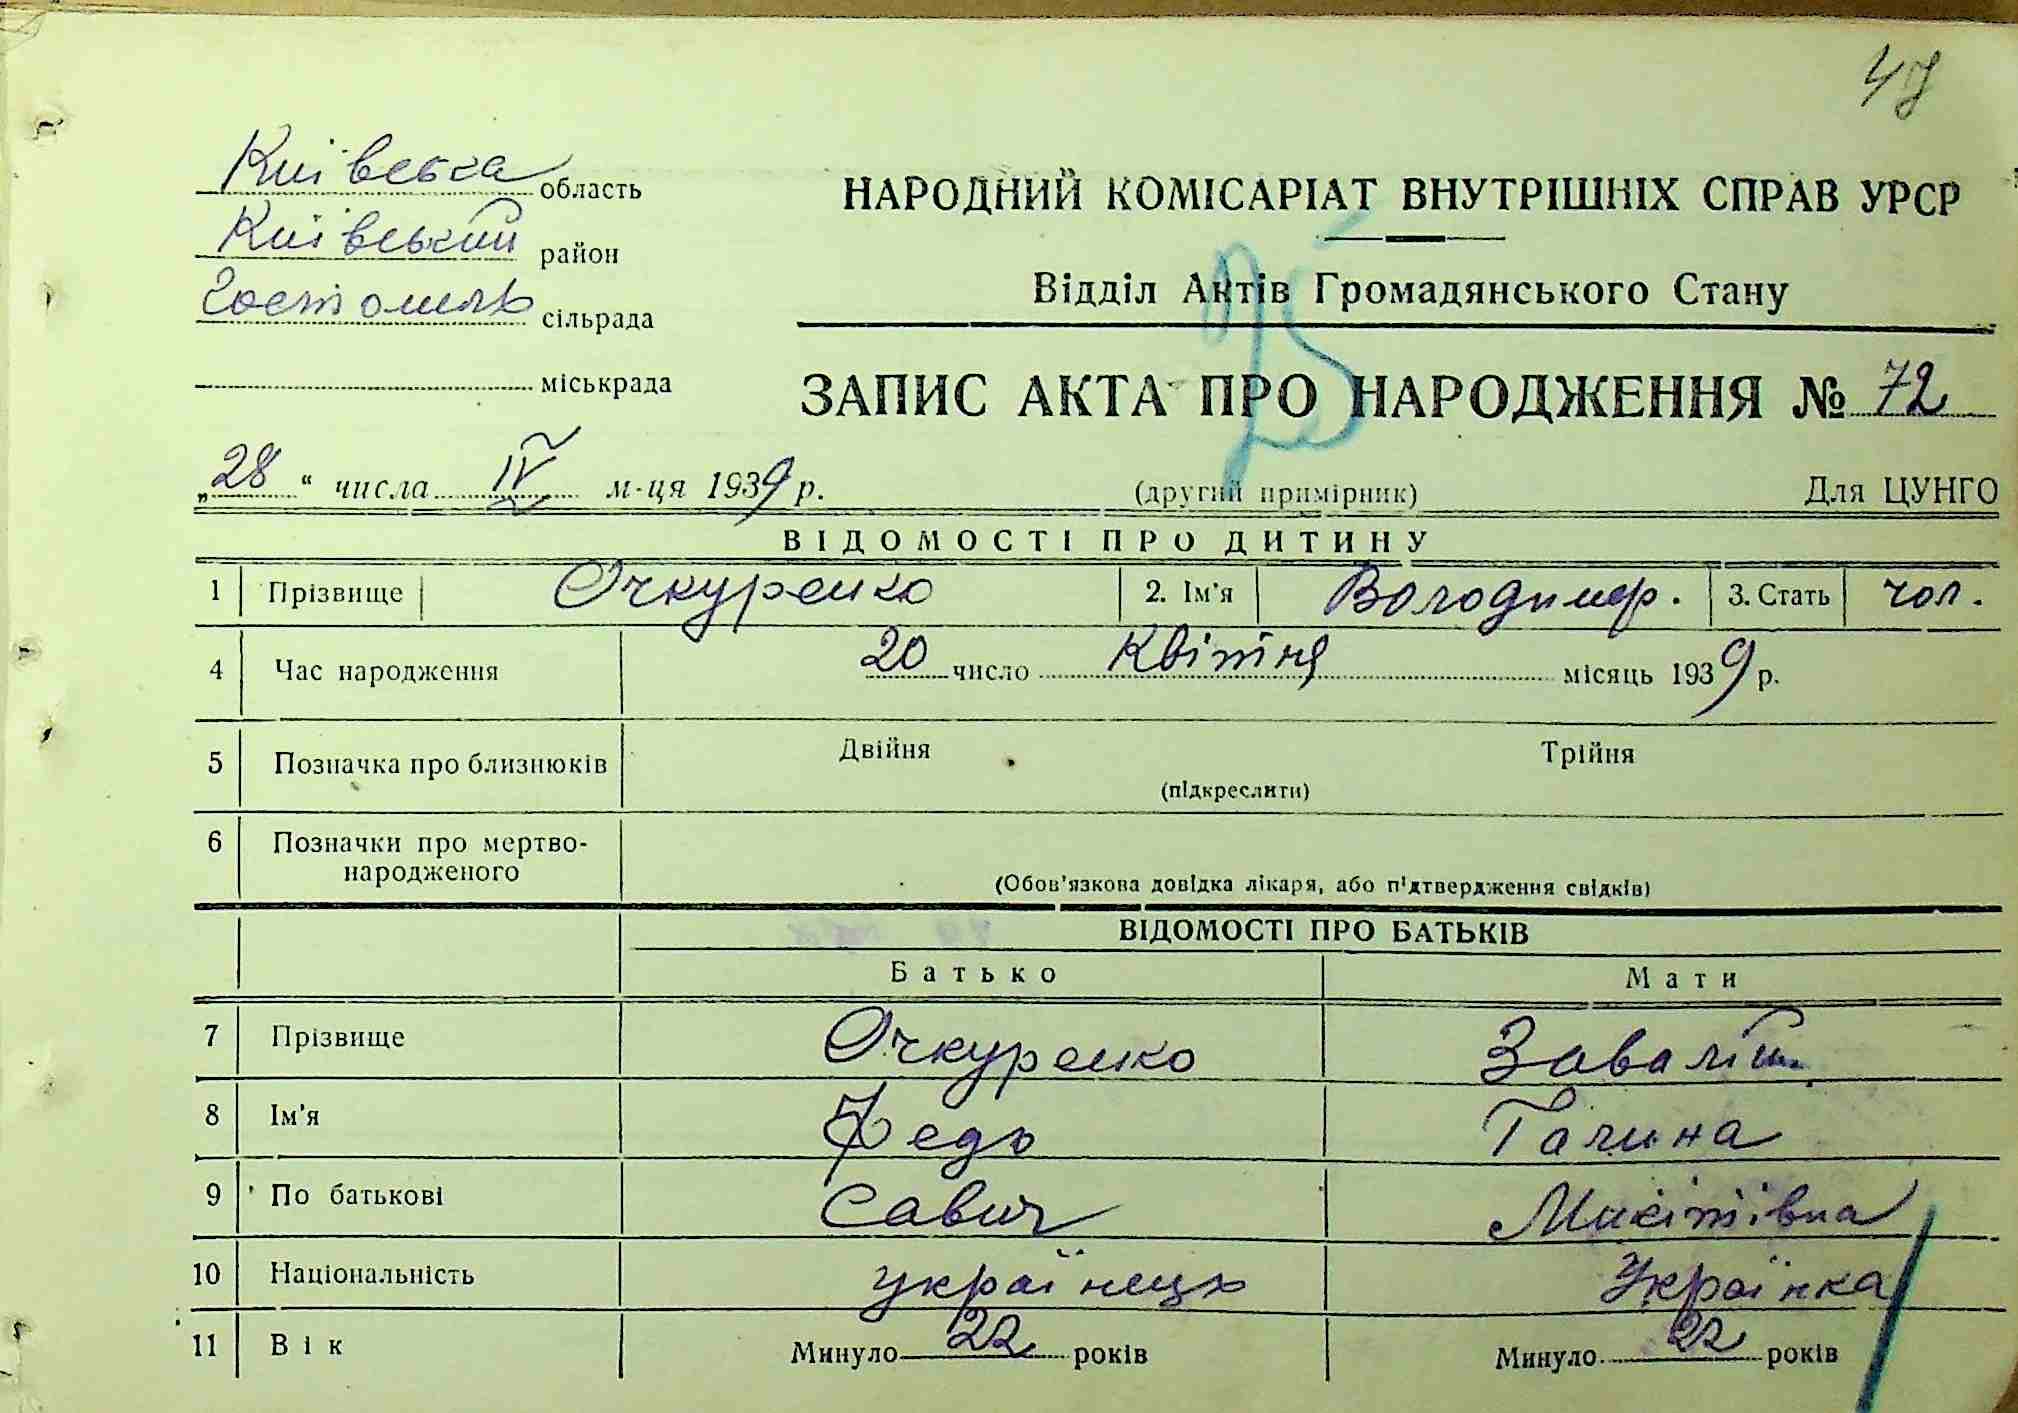 47
Київська область
Київський район
Гостомель сільрада
міськрада
НАРОДНИЙ КОМІСАРІАТ ВНУТРІШНІХ СПРАВ УРСР
Відділ Актів Громадянського Стану
ЗАПИС АКТА ПРО НАРОДЖЕННЯ № 72
„28“ числа IV м-ця 1939 р. (другий примірник) Для ЦУНГО
ВІДОМОСТІ ПРО ДИТИНУ
1 Прізвище Очкуренко 2. Ім'я Володимер. 3. Стать чол.
4 Час народження 20 число Квітня місяць 1939 р.
5 Позначка про близнюків Двійня Трійня
(підкреслити)
6 Позначки про мертво-
народженого
(Обов'язкова довідка лікаря, або підтвердження свідків)
ВІДОМОСТІ ПРО БАТЬКІВ
Батько Мати
7 Прізвище Очкуренко Завалій
8 Ім'я Федь Галина
9 По батькові Савич Микітівна
10 Національність українець Українка
11 Вік Минуло 22 років Минуло 22 років